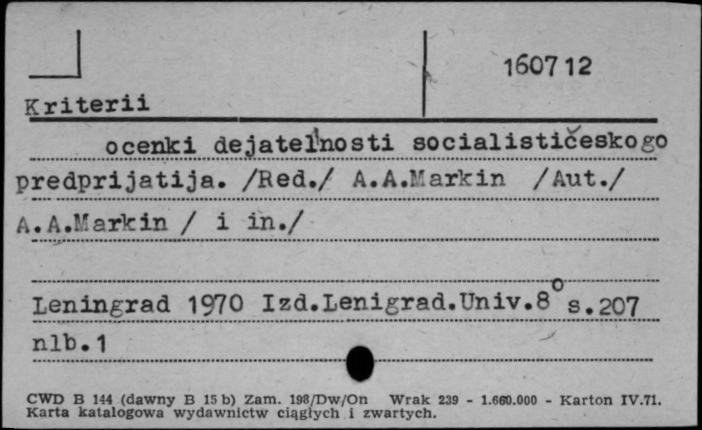 160712
Kriterii
ocenki dejatel'nosti socialističeskogo
predprijatija. /Red./ A.A.Markin /Aut./
A.A.Markin / i in./
Leningrad 1970 Izd.Lenigrad.Univ.8° s.207
nlb.1
CWD B 144 (dawny B 15 b) Zam. 198/Dw/On Wrak 239 - 1.660.000 - Karton IV.71.
Karta katalogowa wydawnictw ciągłych i zwartych.